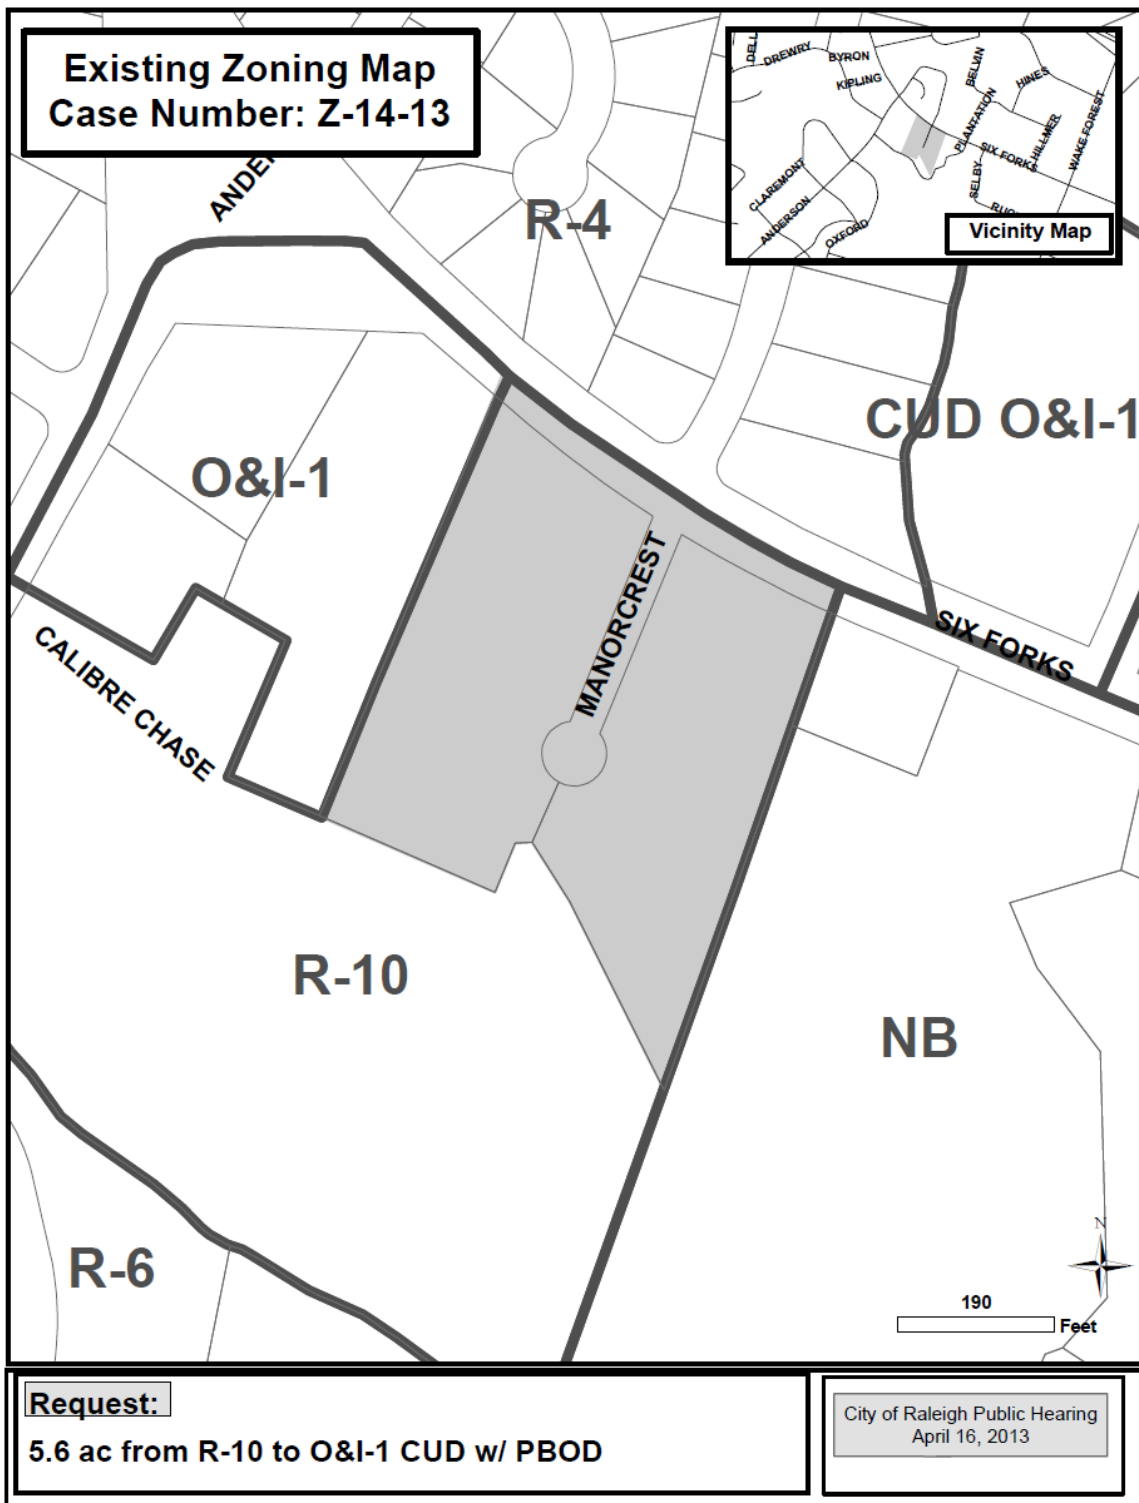 Existing Zoning Map
Case Number: Z-14-13
DREWRY
BYRON
KIPLING
BELVIN
HINES
PLANTATION
SIX FORKS
HILLMER
WAKE FOREST
SELBY
CLAREMONT
ANDERSON
OXFORD
Vicinity Map
R-4
CUD O&I-1
O&I-1
MANORCREST
SIX FORKS
CALIBRE CHASE
R-10
NB
R-6
N
190
Feet
Request:
5.6 ac from R-10 to O&I-1 CUD w/ PBOD
City of Raleigh Public Hearing
April 16, 2013